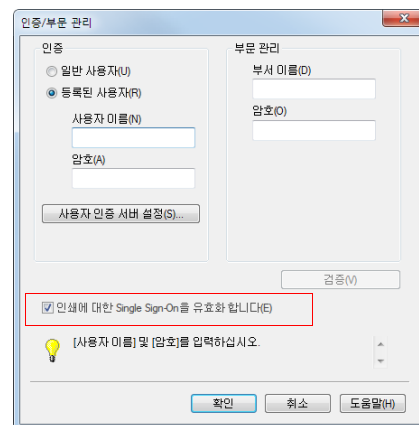 인증/부문 관리
인증
일반 사용자(U)
등록된 사용자(R)
사용자 이름(N)
암호(A)
사용자 인증 서버 설정(S)...
부문 관리
부서 이름(D)
암호(O)
검증(V)
인쇄에 대한 Single Sign-On을 유효화 합니다(E)
[사용자 이름] 및 [암호]를 입력하십시오.
확인
취소
도움말(H)